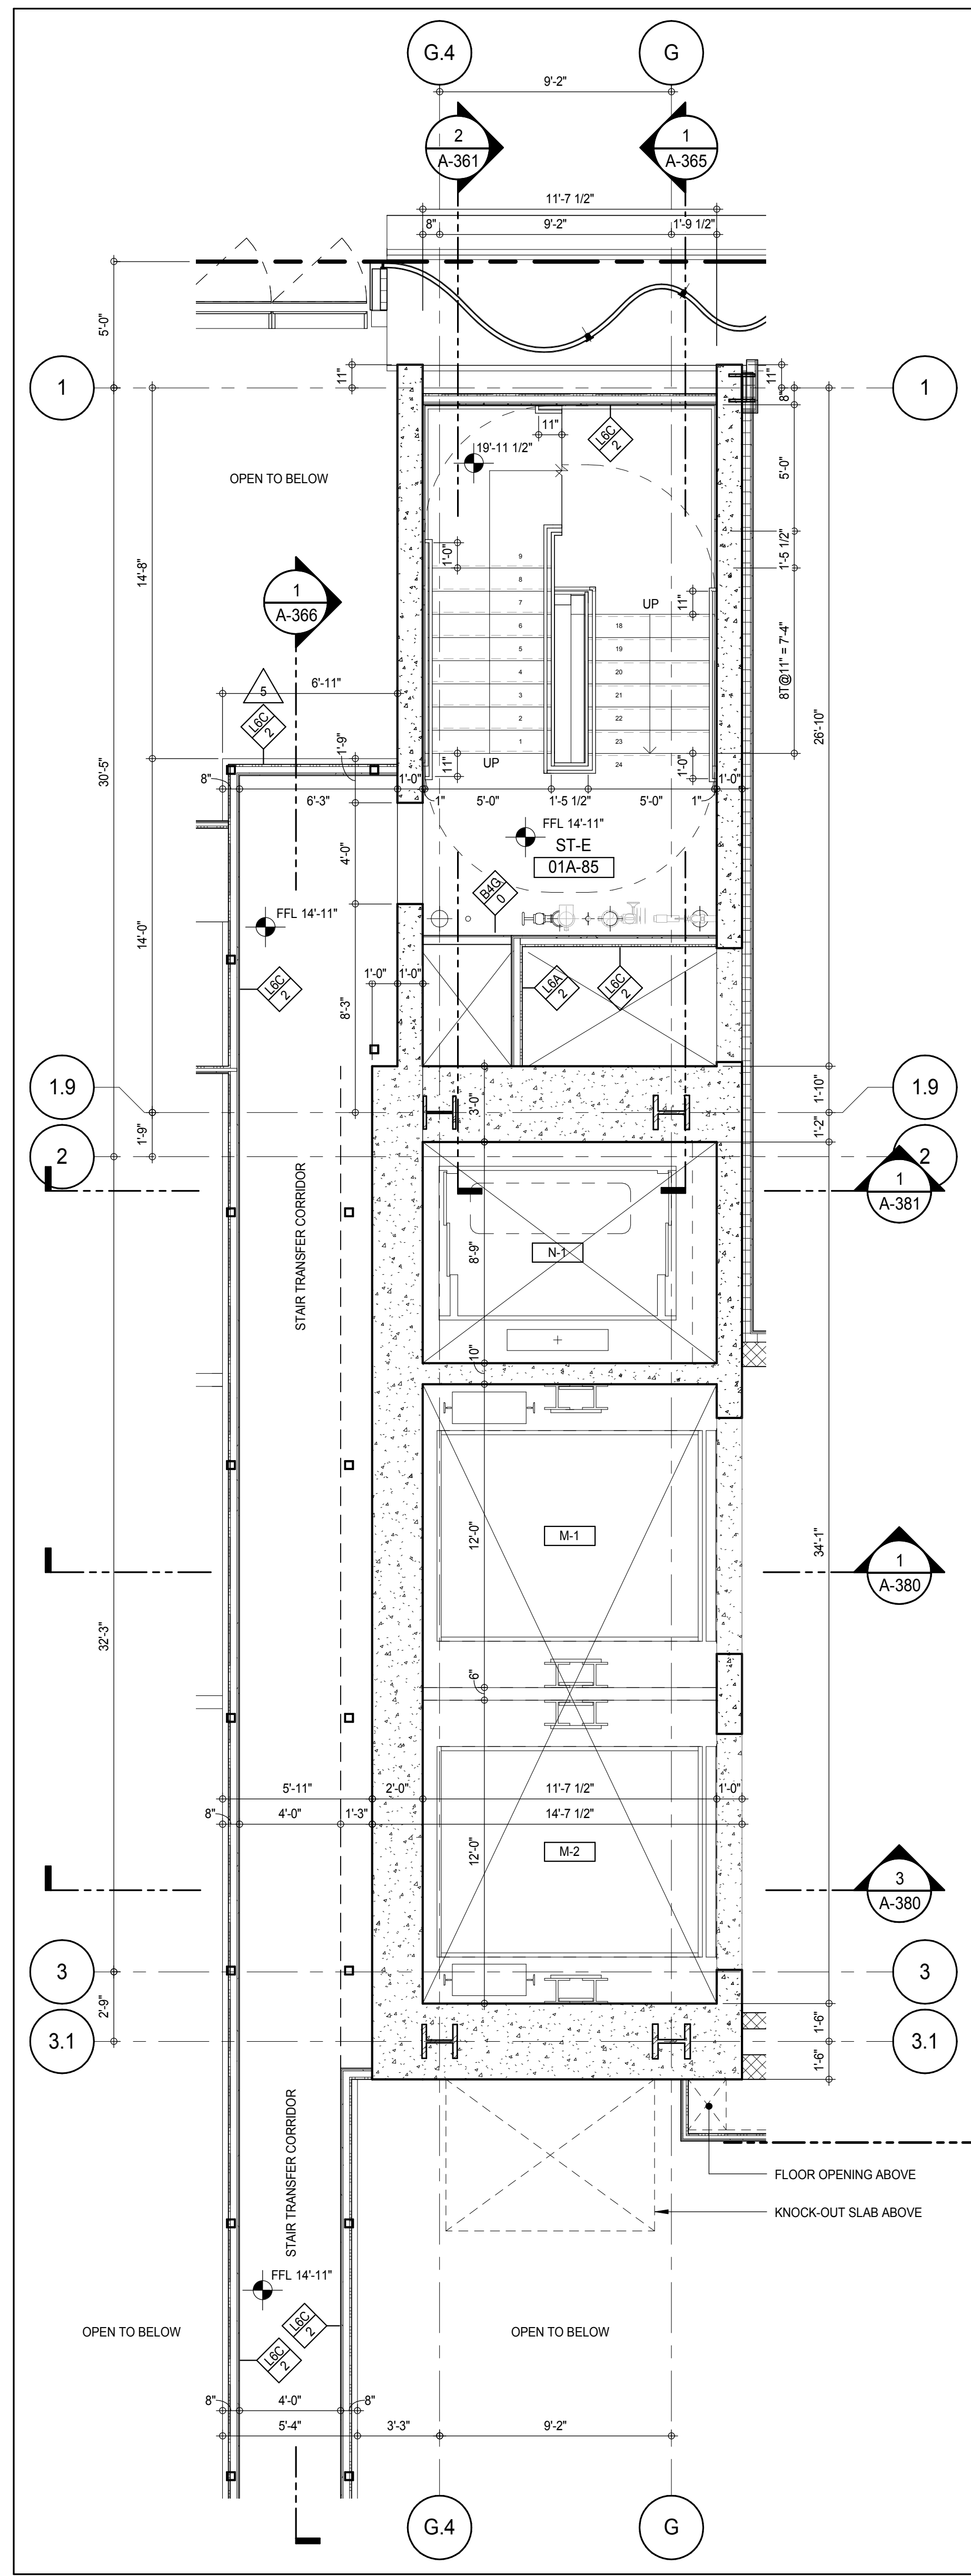 G.4
G
9'-2"
2
A-361
1
A-365
11'-7 1/2"
8"
9'-2"
1'-9 1/2"
5'-0"
11"
11"
1
1
8"
11"
L6C
2
19'-11 1/2"
5'-0"
OPEN TO BELOW
1'-0"
9
8
7
6
5
4
3
2
1
1'-5 1/2"
14'-8"
1
A-366
UP
11"
18
19
20
21
22
23
24
8T@11" = 7'-4"
5
6'-11"
L6C
2
1'-9"
26'-10"
30'-5"
UP
11"
1'-0"
8"
6'-3"
1'-0"
1"
5'-0"
1'-5 1/2"
5'-0"
1"
1'-0"
FFL 14'-11"
ST-E
01A-85
4'-0"
B4G
0
FFL 14'-11"
14'-0"
L6C
2
1'-0"
1'-0"
8'-3"
L6A
2
L6C
2
1.9
1.9
3'-0"
1'-10"
1'-9"
1'-2"
2
2
1
A-381
STAIR TRANSFER CORRIDOR
8'-9"
N-1
10"
12'-0"
M-1
34'-1"
1
A-380
32'-3"
6"
5'-11"
2'-0"
11'-7 1/2"
1'-0"
8"
4'-0"
1'-3"
14'-7 1/2"
12'-0"
M-2
3
A-380
3
3
2'-9"
1'-6"
3.1
3.1
1'-6"
STAIR TRANSFER CORRIDOR
FLOOR OPENING ABOVE
KNOCK-OUT SLAB ABOVE
FFL 14'-11"
L6C
2
OPEN TO BELOW
OPEN TO BELOW
L6C
2
8"
4'-0"
8"
5'-4"
3'-3"
9'-2"
G.4
G